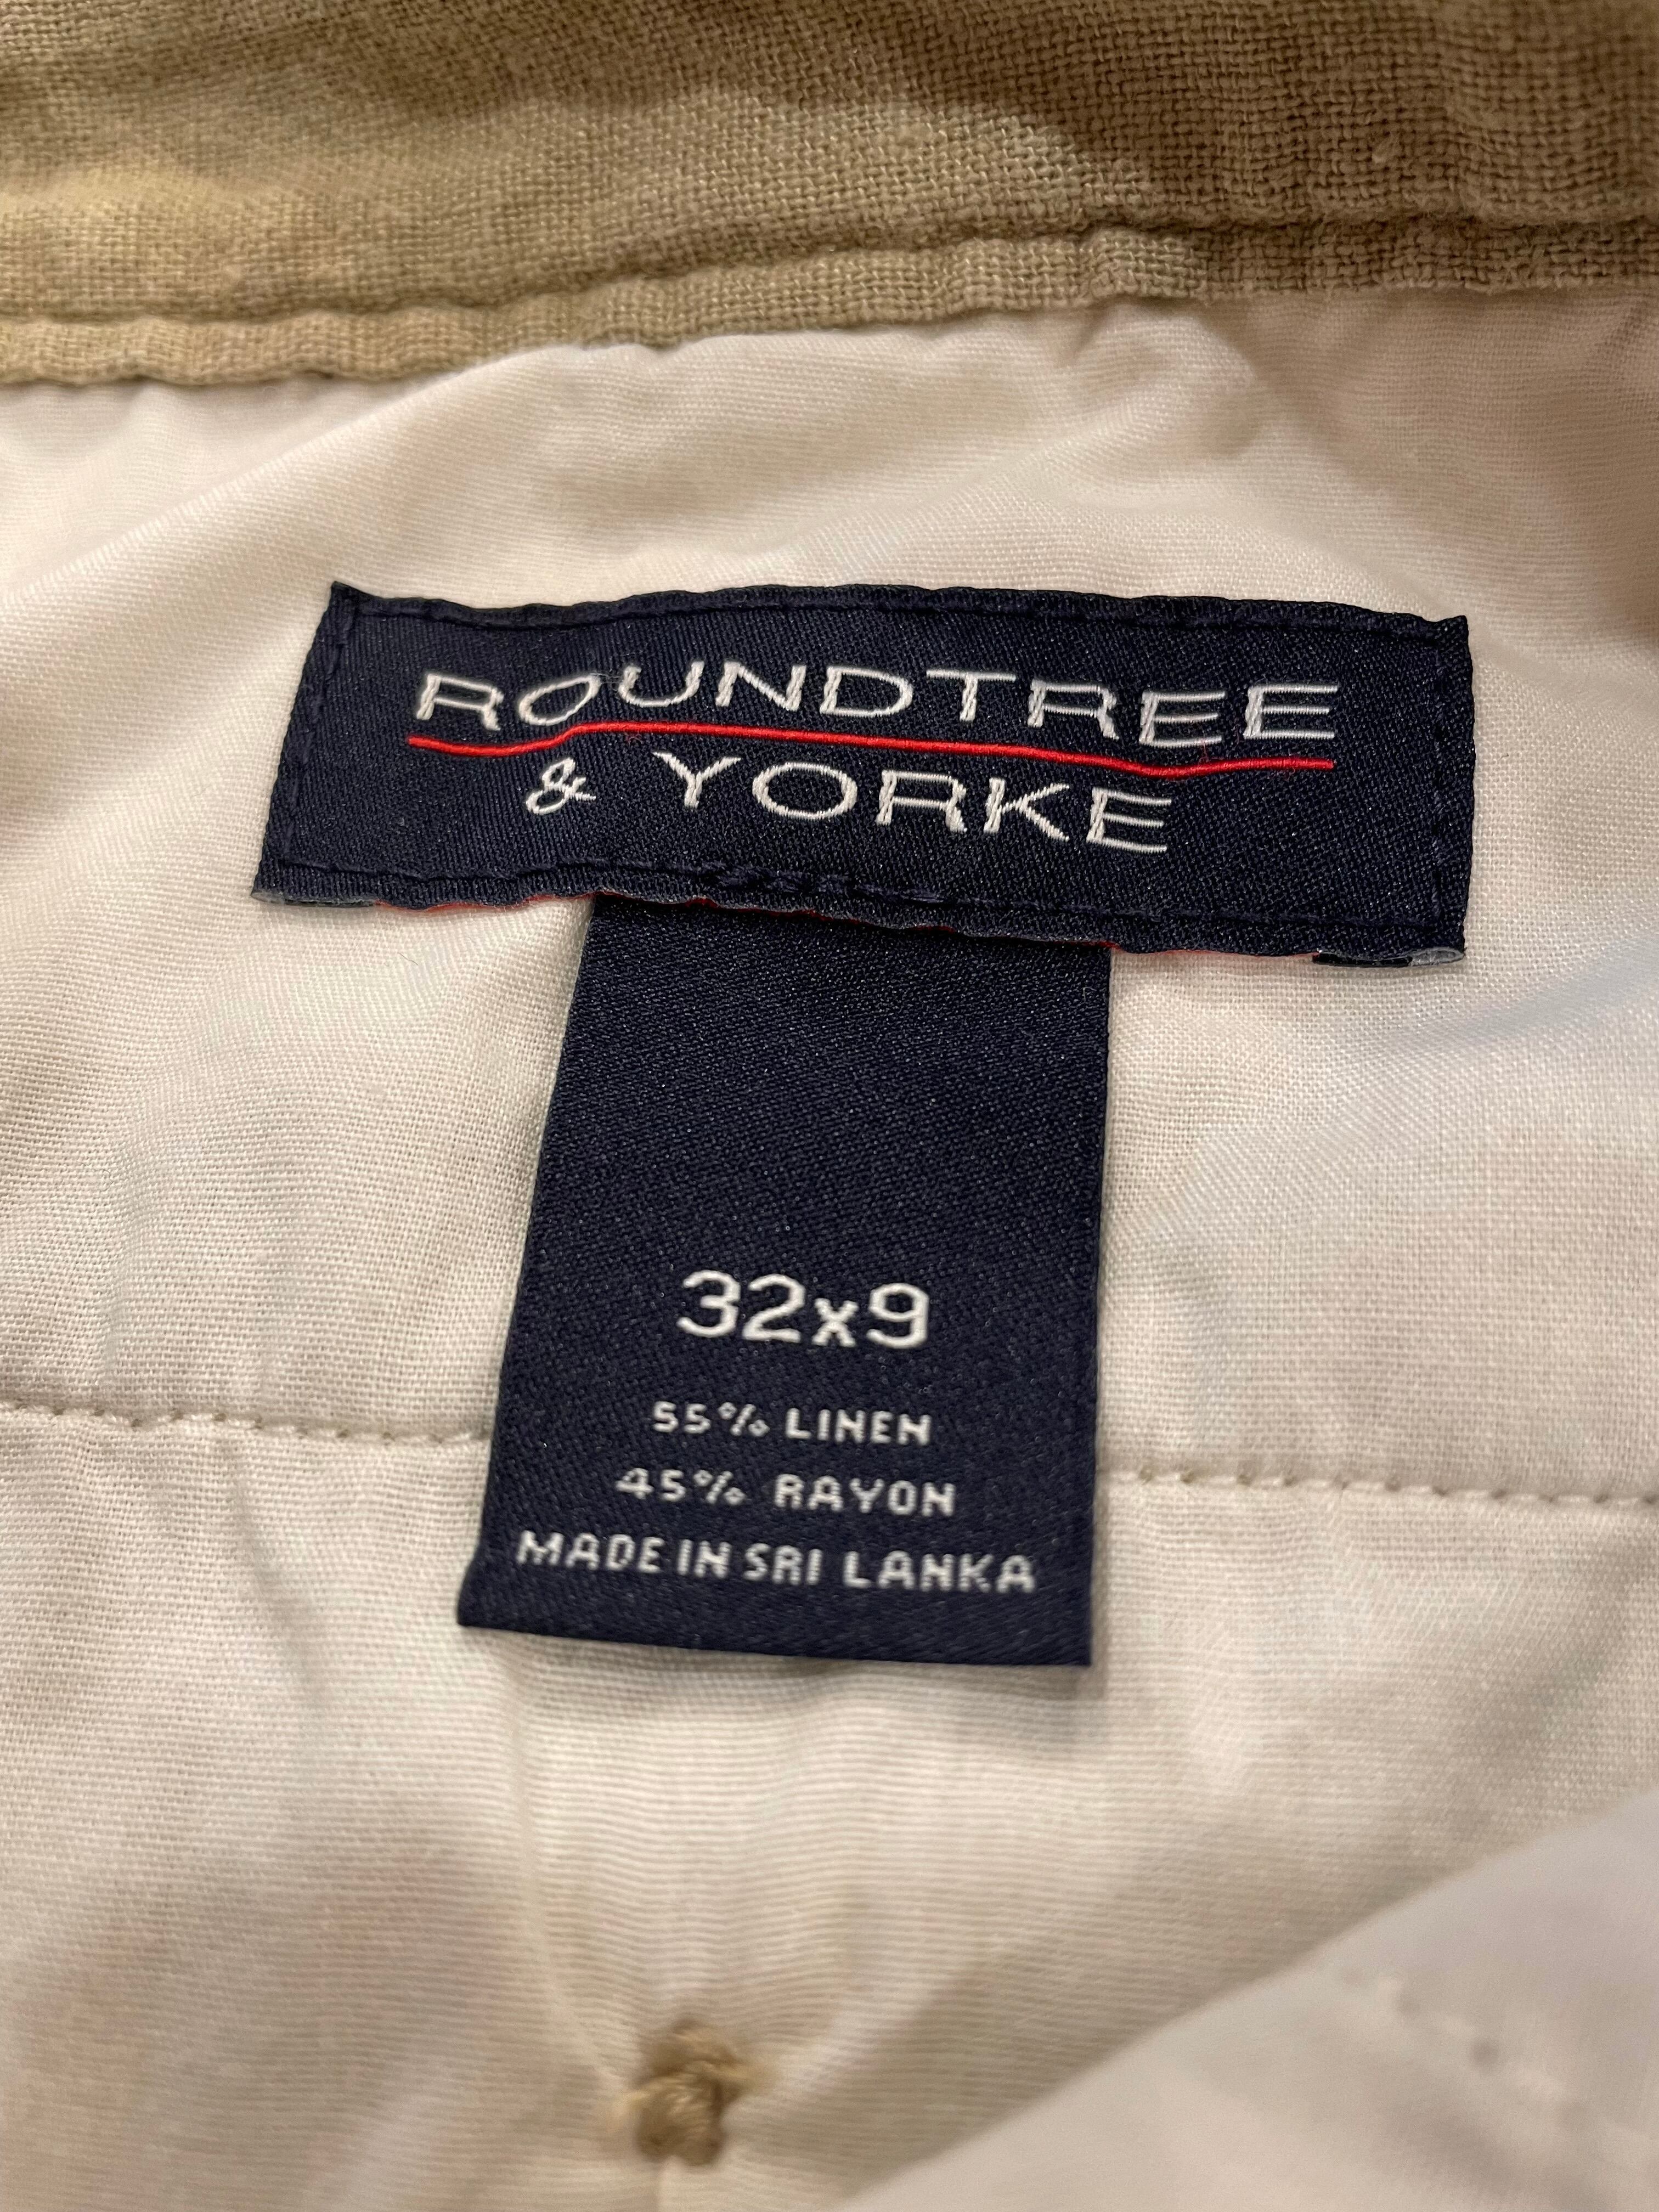 ROUNDTREE
& YORKE
32x9
55% LINEN
45% RAYON
MADE IN SRI LANKA